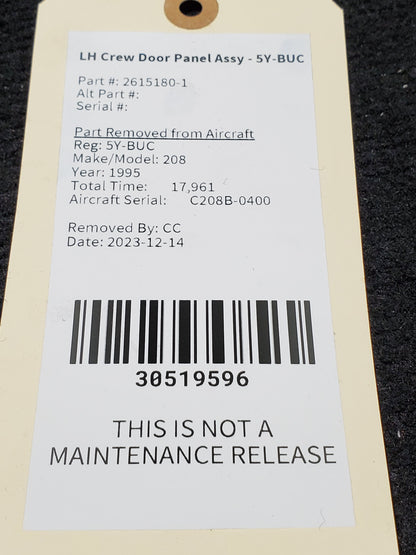 LH Crew Door Panel Assy - 5Y-BUC
Part #: 2615180-1
Alt Part#:
Serial #:
Part Removed from Aircraft
Reg: 5Y-BUC
Make/Model: 208
Year: 1995
Total Time: 17,961
Aircraft Serial: C208B-0400
Removed By: CC
Date: 2023-12-14
30519596
THIS IS NOT A
MAINTENANCE RELEASE